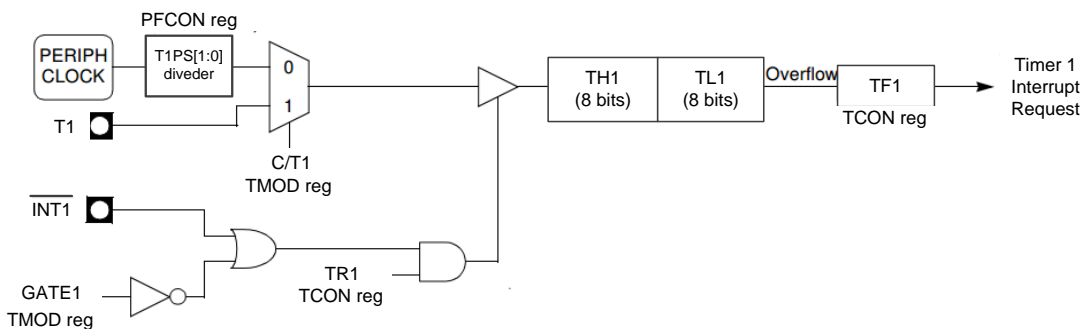 PFCON reg
PERIPH
CLOCK
T1PS[1:0]
diveder
0
1
T1
C/T1
TMOD reg
TH1
(8 bits)
TL1
(8 bits)
Overflow
TF1
TCON reg
Timer 1
Interrupt
Request
INT1
TR1
TCON reg
GATE1
TMOD reg